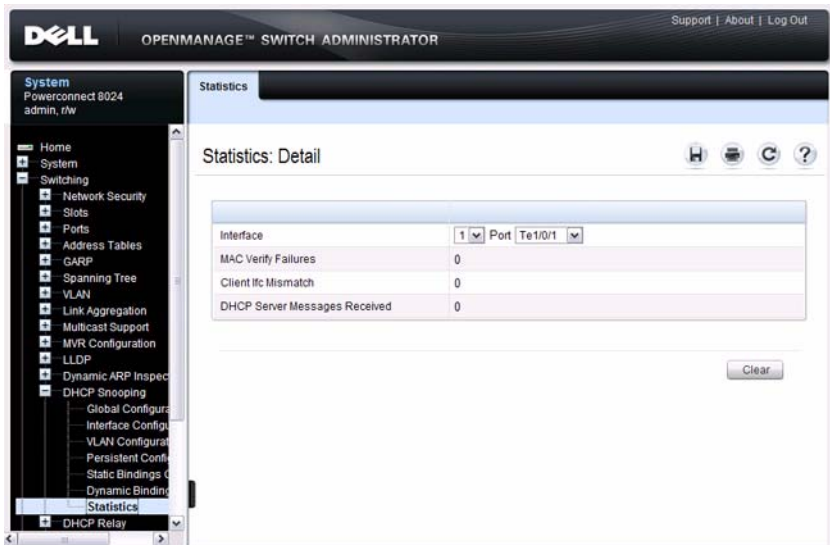 Support | About | Log Out
DELL OPENMANAGE™ SWITCH ADMINISTRATOR
System
Powerconnect 8024
admin, r/w
Statistics
Home
System
Switching
Network Security
Slots
Ports
Address Tables
GARP
Spanning Tree
VLAN
Link Aggregation
Multicast Support
MVR Configuration
LLDP
Dynamic ARP Inspec
DHCP Snooping
Global Configura
Interface Configu
VLAN Configurat
Persistent Confi
Static Bindings C
Dynamic Binding
Statistics
DHCP Relay
Statistics: Detail
Interface 1 Port Te1/0/1
MAC Verify Failures 0
Client Ifc Mismatch 0
DHCP Server Messages Received 0
Clear